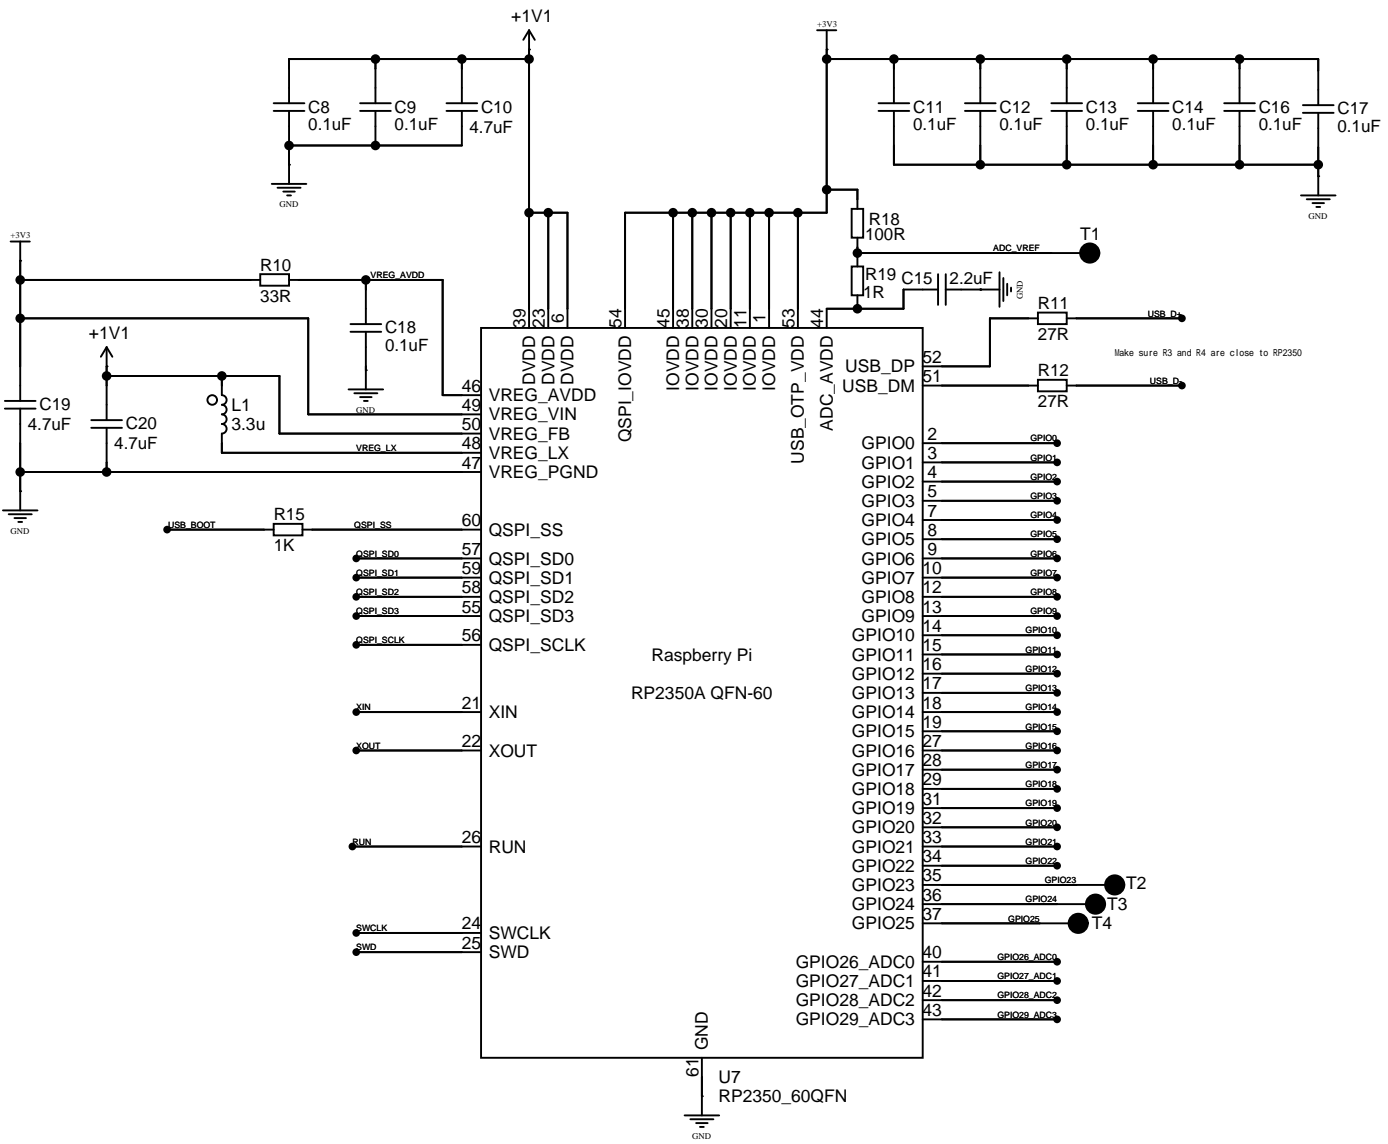 +1V1
+3V3
C8
0.1uF
C9
0.1uF
C10
4.7uF
GND
C11
0.1uF
C12
0.1uF
C13
0.1uF
C14
0.1uF
C16
0.1uF
C17
0.1uF
GND
+3V3
R10
33R
VREG_AVDD
C18
0.1uF
GND
+1V1
C19
4.7uF
C20
4.7uF
L1
3.3u
VREG_LX
GND
R18
100R
ADC_VREF
T1
R19
1R
C15
2.2uF
GND
R11
27R
USB_D+
Make sure R3 and R4 are close to RP2350
R12
27R
USB_D-
39 DVDD
23 DVDD
6 DVDD
54 QSPI_IOVDD
45 IOVDD
38 IOVDD
30 IOVDD
20 IOVDD
11 IOVDD
1 IOVDD
53 USB_OTP_VDD
44 ADC_AVDD
46 VREG_AVDD
49 VREG_VIN
50 VREG_FB
48 VREG_LX
47 VREG_PGND
USB_BOOT
R15
1K
QSPI_SS 60 QSPI_SS
QSPI_SD0 57 QSPI_SD0
QSPI_SD1 59 QSPI_SD1
QSPI_SD2 58 QSPI_SD2
QSPI_SD3 55 QSPI_SD3
QSPI_SCLK 56 QSPI_SCLK
XIN 21 XIN
XOUT 22 XOUT
RUN 26 RUN
SWCLK 24 SWCLK
SWD 25 SWD
Raspberry Pi
RP2350A QFN-60
USB_DP 52
USB_DM 51
GPIO0 2 GPIO0
GPIO1 3 GPIO1
GPIO2 4 GPIO2
GPIO3 5 GPIO3
GPIO4 7 GPIO4
GPIO5 8 GPIO5
GPIO6 9 GPIO6
GPIO7 10 GPIO7
GPIO8 12 GPIO8
GPIO9 13 GPIO9
GPIO10 14 GPIO10
GPIO11 15 GPIO11
GPIO12 16 GPIO12
GPIO13 17 GPIO13
GPIO14 18 GPIO14
GPIO15 19 GPIO15
GPIO16 27 GPIO16
GPIO17 28 GPIO17
GPIO18 29 GPIO18
GPIO19 31 GPIO19
GPIO20 32 GPIO20
GPIO21 33 GPIO21
GPIO22 34 GPIO22
GPIO23 35 GPIO23 T2
GPIO24 36 GPIO24 T3
GPIO25 37 GPIO25 T4
GPIO26_ADC0 40 GPIO26_ADC0
GPIO27_ADC1 41 GPIO27_ADC1
GPIO28_ADC2 42 GPIO28_ADC2
GPIO29_ADC3 43 GPIO29_ADC3
GND
61
U7
RP2350_60QFN
GND